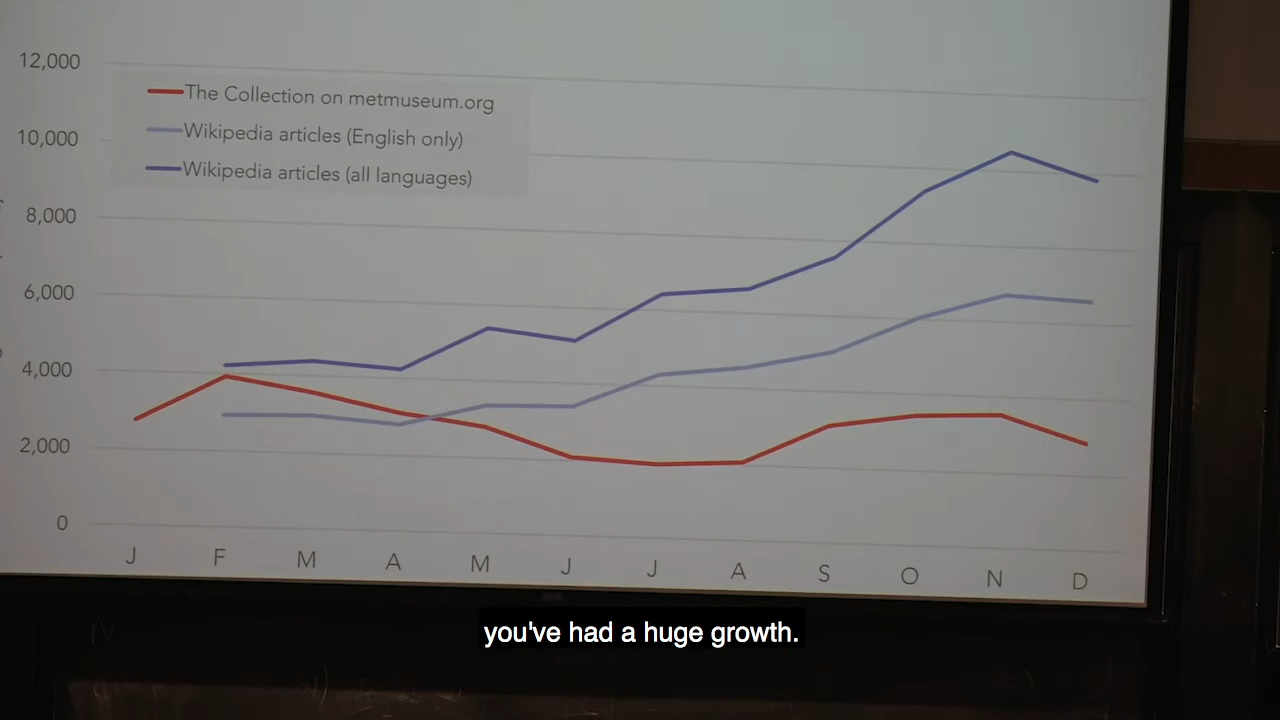 12,000
The Collection on metmuseum.org
10,000
Wikipedia articles (English only)
Wikipedia articles (all languages)
8,000
6,000
4,000
2,000
0
J F M A M J J A S O N D
you've had a huge growth.